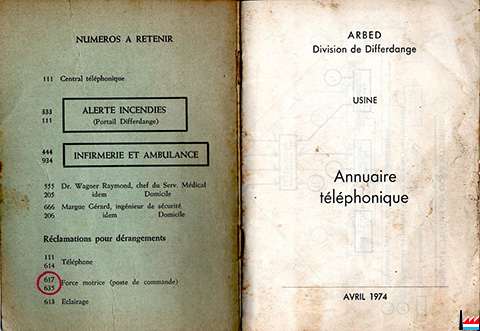 NUMEROS A RETENIR
111 Central téléphonique
333 ALERTE INCENDIES
111 (Portail Differdange)
444 INFIRMERIE ET AMBULANCE
934
555 Dr. Wagner Raymond, chef du Serv. Médical
205 idem Domicile
666 Margue Gérard, ingénieur de sécurité
206 idem Domicile
Réclamations pour dérangements
111 Téléphone
614
617 Force motrice (poste de commande)
635
613 Eclairage
ARBED
Division de Differdange
USINE
Annuaire
téléphonique
AVRIL 1974